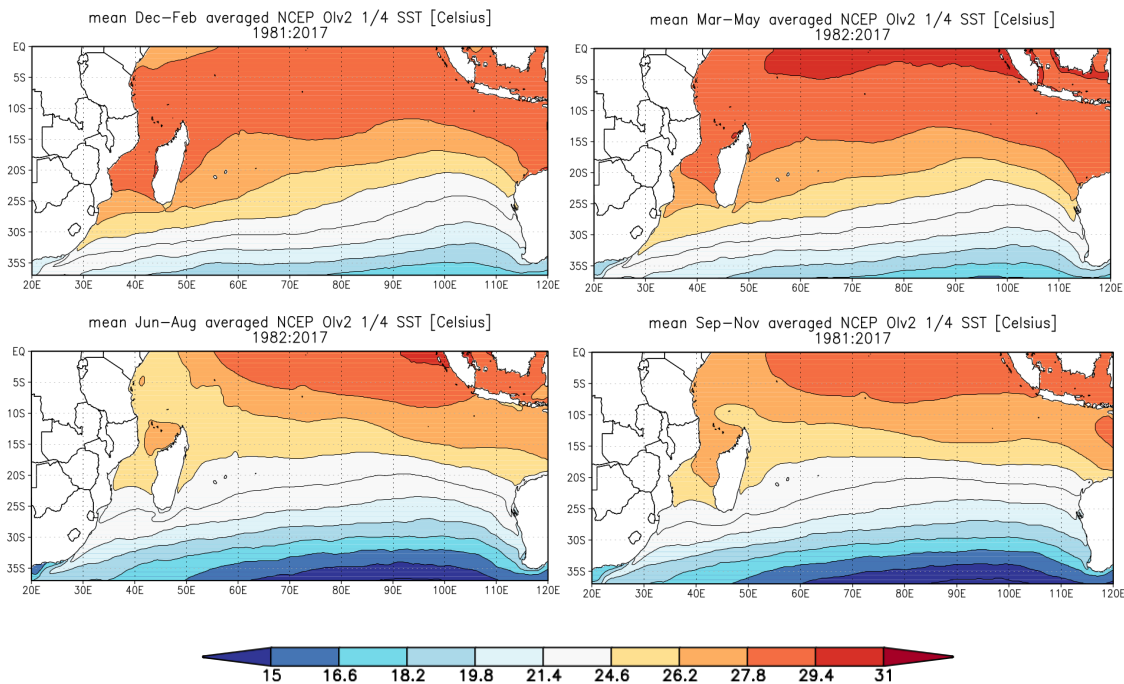 mean Dec-Feb averaged NCEP OIv2 1/4 SST [Celsius]
1981:2017
EQ
5S
10S
15S
20S
25S
30S
35S
20E 30E 40E 50E 60E 70E 80E 90E 100E 110E 120E
mean Mar-May averaged NCEP OIv2 1/4 SST [Celsius]
1982:2017
EQ
5S
10S
15S
20S
25S
30S
35S
20E 30E 40E 50E 60E 70E 80E 90E 100E 110E 120E
mean Jun-Aug averaged NCEP OIv2 1/4 SST [Celsius]
1982:2017
EQ
5S
10S
15S
20S
25S
30S
35S
20E 30E 40E 50E 60E 70E 80E 90E 100E 110E 120E
mean Sep-Nov averaged NCEP OIv2 1/4 SST [Celsius]
1981:2017
EQ
5S
10S
15S
20S
25S
30S
35S
20E 30E 40E 50E 60E 70E 80E 90E 100E 110E 120E
15 16.6 18.2 19.8 21.4 24.6 26.2 27.8 29.4 31